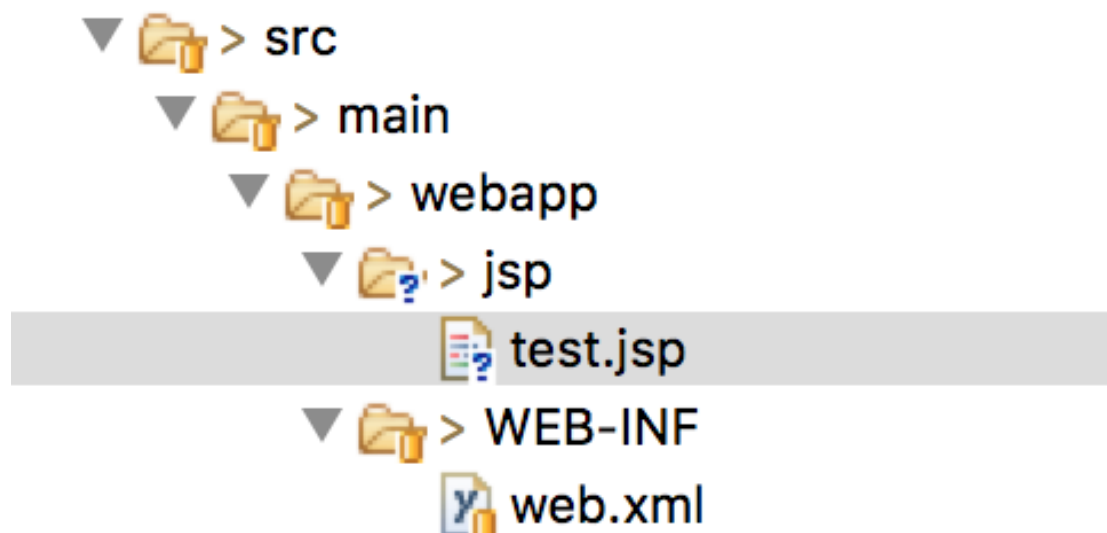 > src
> main
> webapp
> jsp
test.jsp
> WEB-INF
web.xml